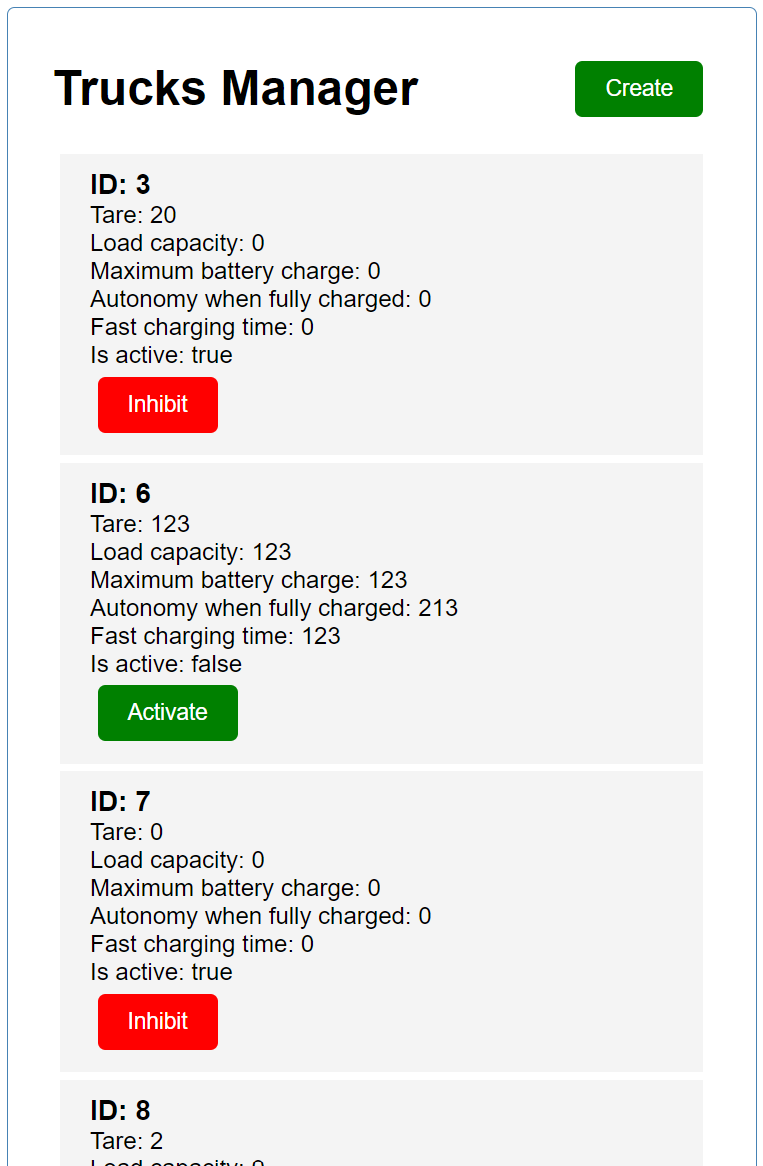 Trucks Manager
Create
ID: 3
Tare: 20
Load capacity: 0
Maximum battery charge: 0
Autonomy when fully charged: 0
Fast charging time: 0
Is active: true
Inhibit
ID: 6
Tare: 123
Load capacity: 123
Maximum battery charge: 123
Autonomy when fully charged: 213
Fast charging time: 123
Is active: false
Activate
ID: 7
Tare: 0
Load capacity: 0
Maximum battery charge: 0
Autonomy when fully charged: 0
Fast charging time: 0
Is active: true
Inhibit
ID: 8
Tare: 2
Load capacity: